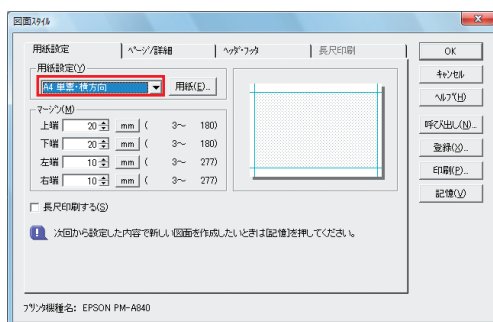 図面スタイル
用紙設定 ページ/詳細 ヘッダ・フッタ 長尺印刷
用紙設定(Y)
A4 単票・横方向 用紙(E)...
マージン(M)
上端 20 mm ( 3～ 180)
下端 20 mm ( 3～ 180)
左端 10 mm ( 3～ 277)
右端 10 mm ( 3～ 277)
長尺印刷する(S)
次回から設定した内容で新しい図面を作成したいときは[記憶]を押してください。
プリンタ機種名: EPSON PM-A840
OK
キャンセル
ヘルプ(H)
呼び出し(N)...
登録(X)...
印刷(P)...
記憶(V)